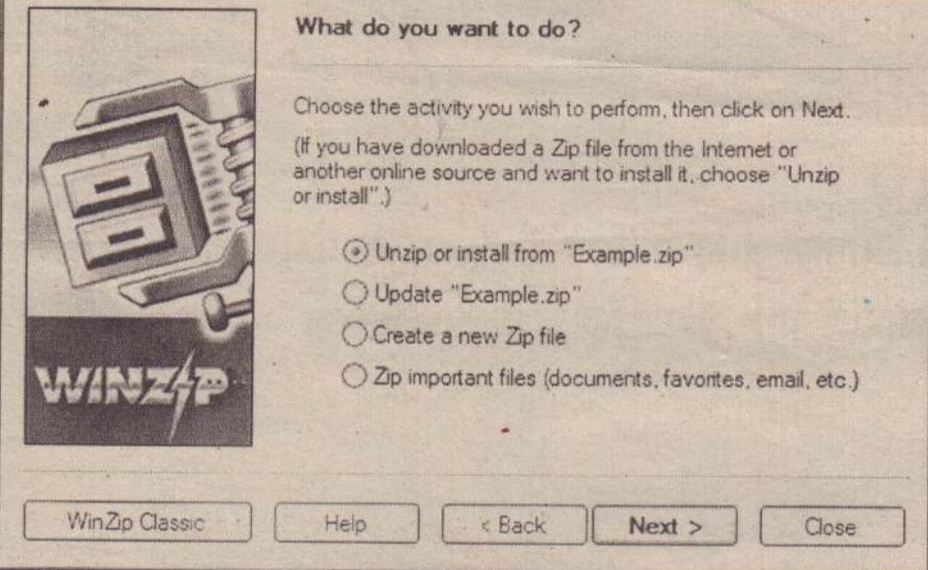 What do you want to do?
Choose the activity you wish to perform, then click on Next.
(If you have downloaded a Zip file from the Internet or
another online source and want to install it, choose "Unzip
or install".)
Unzip or install from "Example.zip"
Update "Example.zip"
Create a new Zip file
Zip important files (documents, favorites, email, etc.)
WINZIP
WinZip Classic Help < Back Next > Close